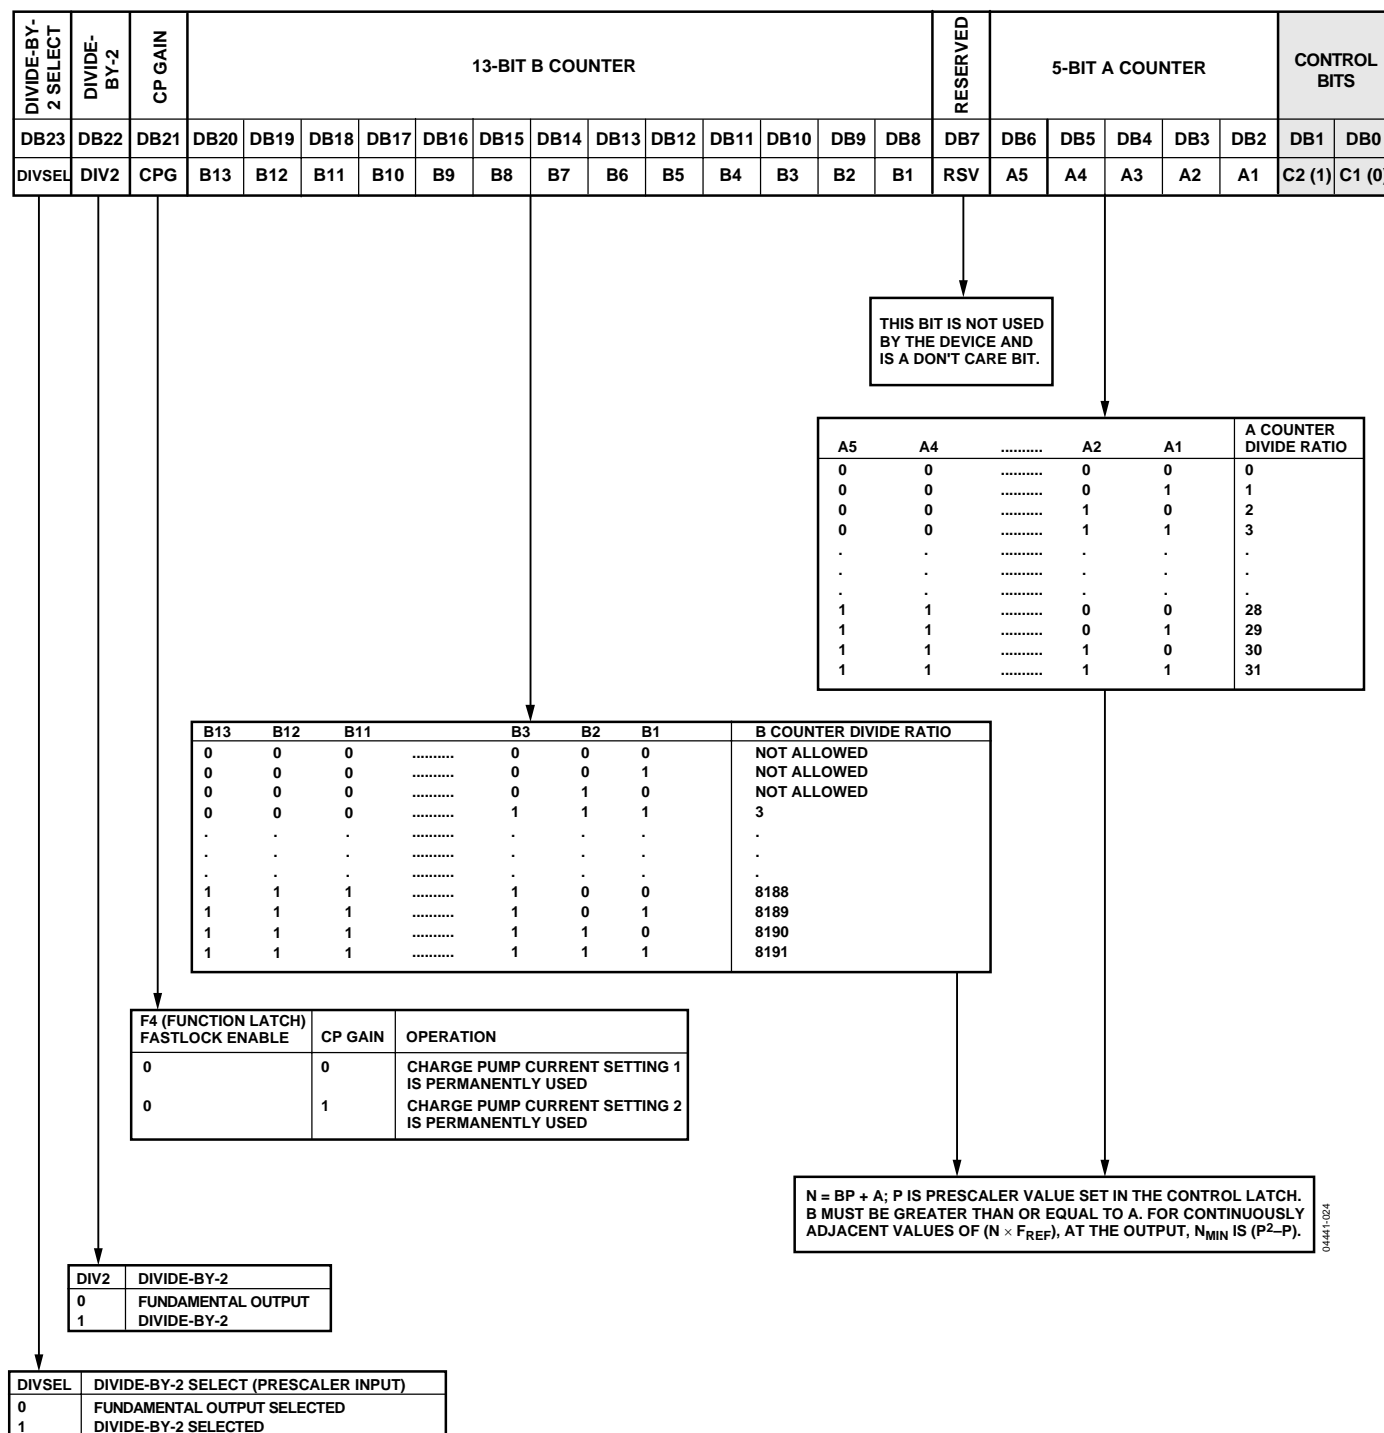 DIVIDE-BY-
2 SELECT
DIVIDE-
BY-2
CP GAIN
13-BIT B COUNTER
RESERVED
5-BIT A COUNTER
CONTROL
BITS
DB23 DB22 DB21 DB20 DB19 DB18 DB17 DB16 DB15 DB14 DB13 DB12 DB11 DB10 DB9 DB8 DB7 DB6 DB5 DB4 DB3 DB2 DB1 DB0
DIVSEL DIV2 CPG B13 B12 B11 B10 B9 B8 B7 B6 B5 B4 B3 B2 B1 RSV A5 A4 A3 A2 A1 C2 (1) C1 (0)
THIS BIT IS NOT USED
BY THE DEVICE AND
IS A DON'T CARE BIT.
A COUNTER
A5 A4 .......... A2 A1 DIVIDE RATIO
0 0 .......... 0 0 0
0 0 .......... 0 1 1
0 0 .......... 1 0 2
0 0 .......... 1 1 3
. . .......... . . .
. . .......... . . .
. . .......... . . .
1 1 .......... 0 0 28
1 1 .......... 0 1 29
1 1 .......... 1 0 30
1 1 .......... 1 1 31
B13 B12 B11 B3 B2 B1 B COUNTER DIVIDE RATIO
0 0 0 .......... 0 0 0 NOT ALLOWED
0 0 0 .......... 0 0 1 NOT ALLOWED
0 0 0 .......... 0 1 0 NOT ALLOWED
0 0 0 .......... 1 1 1 3
. . . .......... . . . .
. . . .......... . . . .
. . . .......... . . . .
1 1 1 .......... 1 0 0 8188
1 1 1 .......... 1 0 1 8189
1 1 1 .......... 1 1 0 8190
1 1 1 .......... 1 1 1 8191
F4 (FUNCTION LATCH)
FASTLOCK ENABLE CP GAIN OPERATION
0 0 CHARGE PUMP CURRENT SETTING 1
IS PERMANENTLY USED
0 1 CHARGE PUMP CURRENT SETTING 2
IS PERMANENTLY USED
N = BP + A; P IS PRESCALER VALUE SET IN THE CONTROL LATCH.
B MUST BE GREATER THAN OR EQUAL TO A. FOR CONTINUOUSLY
ADJACENT VALUES OF (N × FREF), AT THE OUTPUT, NMIN IS (P2–P).
04441-024
DIV2 DIVIDE-BY-2
0 FUNDAMENTAL OUTPUT
1 DIVIDE-BY-2
DIVSEL DIVIDE-BY-2 SELECT (PRESCALER INPUT)
0 FUNDAMENTAL OUTPUT SELECTED
1 DIVIDE-BY-2 SELECTED